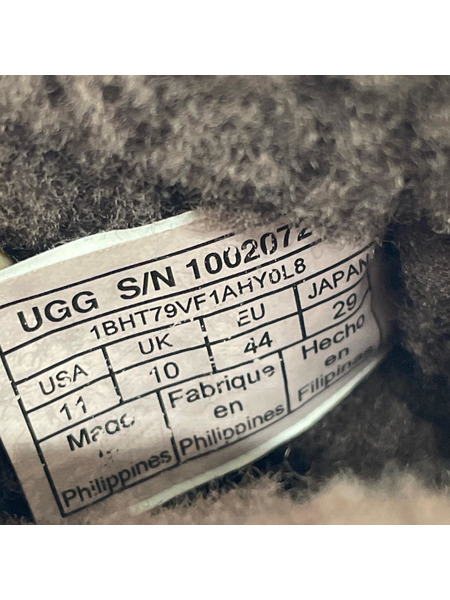 UGG S/N 1002072
1BHT79VF1AHY0L8
USA UK EU JAPAN
11 10 44 29
Made Fabriqué Hecho
in en en
Philippines Philippines Filipinas